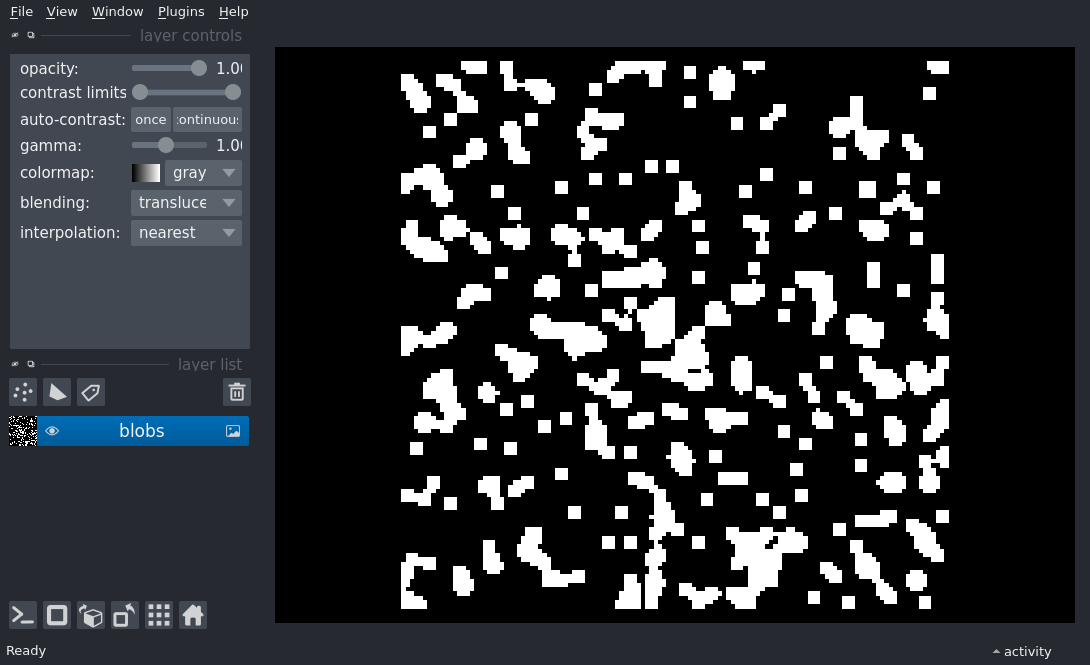 File View Window Plugins Help
layer controls
opacity: 1.0
contrast limits
auto-contrast: once continuous
gamma: 1.0
colormap: gray
blending: transluce
interpolation: nearest
layer list
blobs
Ready activity